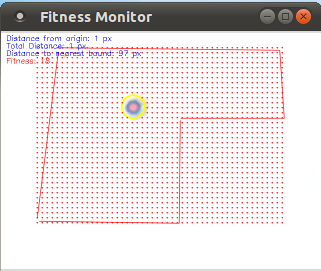 Fitness Monitor
Distance from origin: 1 px
Total Distance: 1 px
Distance to nearest bound: 97 px
Fitness: 18